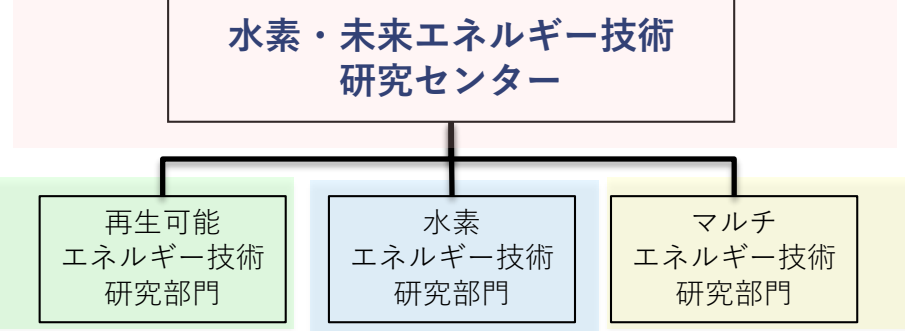 水素・未来エネルギー技術
研究センター
再生可能
エネルギー技術
研究部門
水素
エネルギー技術
研究部門
マルチ
エネルギー技術
研究部門